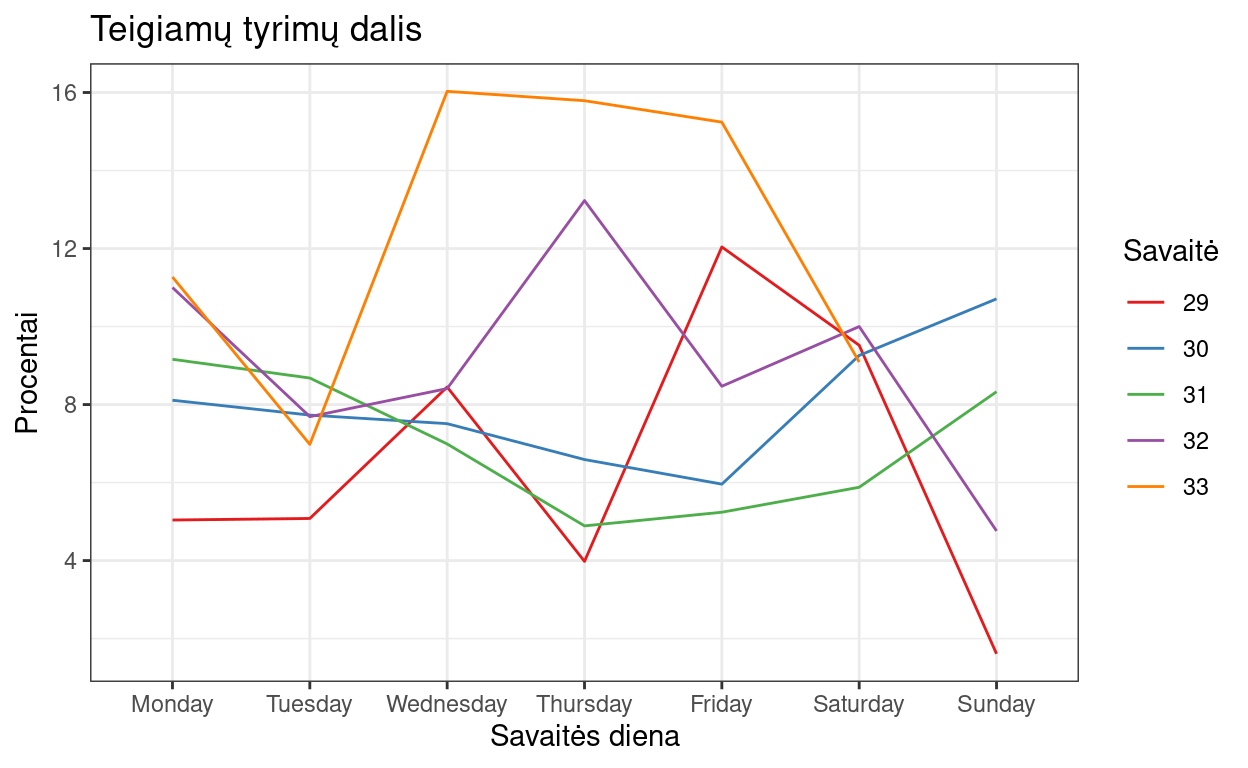 Teigiamų tyrimų dalis
Procentai
16
12
8
4
Monday Tuesday Wednesday Thursday Friday Saturday Sunday
Savaitės diena
Savaitė
29
30
31
32
33